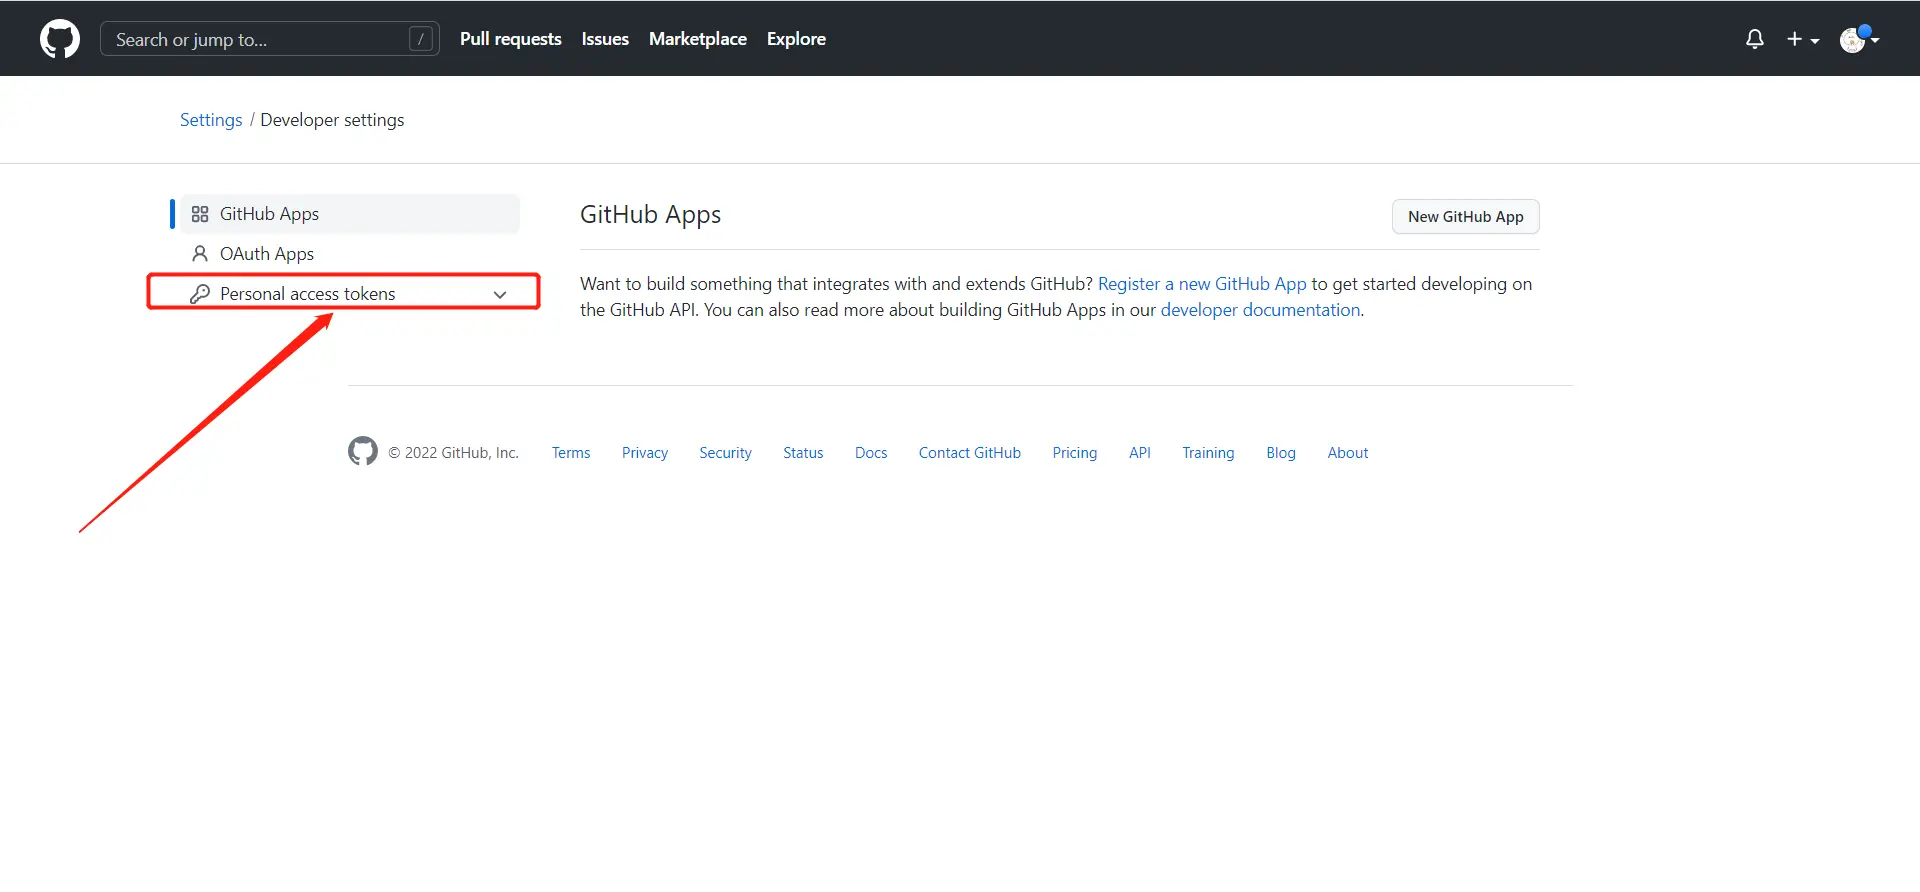 Search or jump to... /
Pull requests Issues Marketplace Explore
Settings / Developer settings
GitHub Apps
OAuth Apps
Personal access tokens
GitHub Apps
New GitHub App
Want to build something that integrates with and extends GitHub? Register a new GitHub App to get started developing on
the GitHub API. You can also read more about building GitHub Apps in our developer documentation.
© 2022 GitHub, Inc. Terms Privacy Security Status Docs Contact GitHub Pricing API Training Blog About